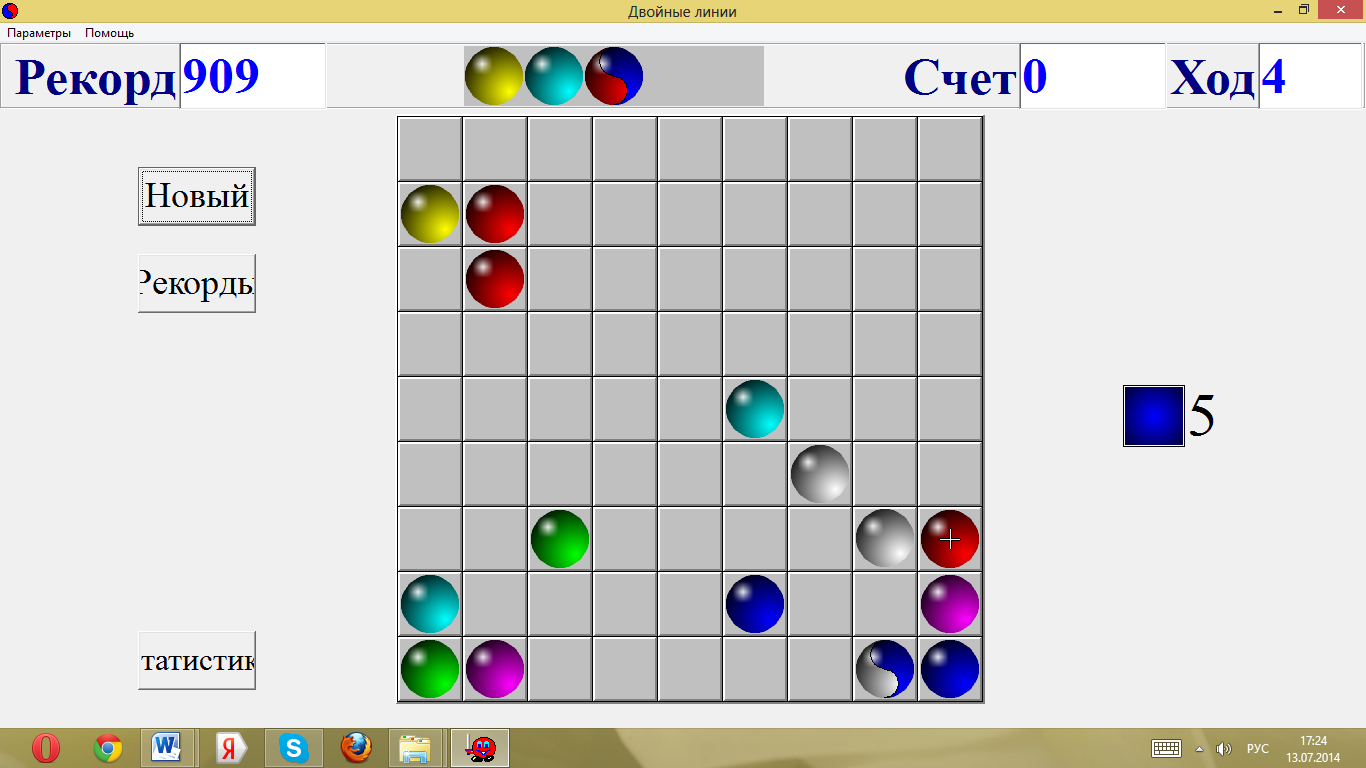 Двойные линии
Параметры Помощь
Рекорд 909 Счет 0 Ход 4
Новый
Рекорды
татистик
5
17:24
РУС
13.07.2014